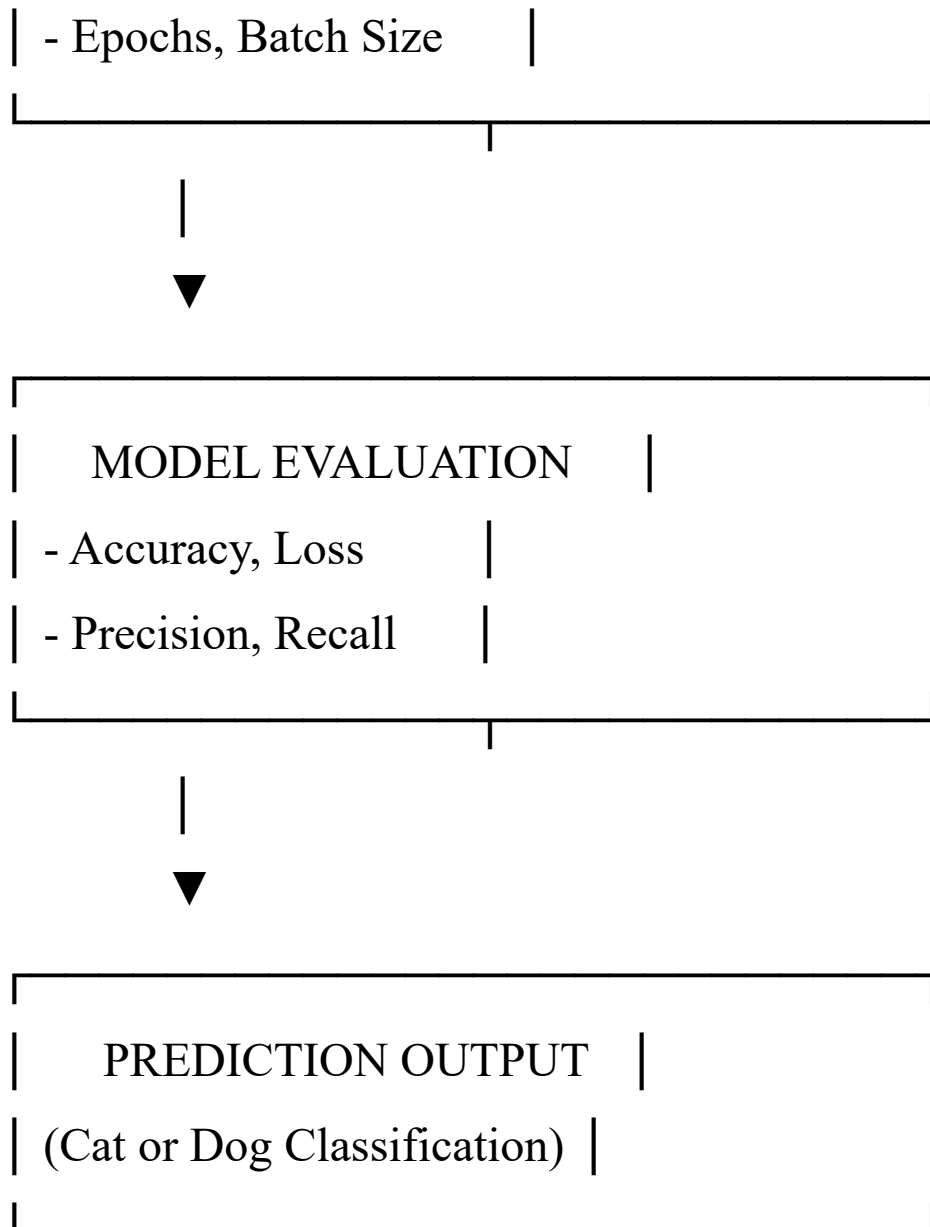 - Epochs, Batch Size
MODEL EVALUATION
- Accuracy, Loss
- Precision, Recall
PREDICTION OUTPUT
(Cat or Dog Classification)